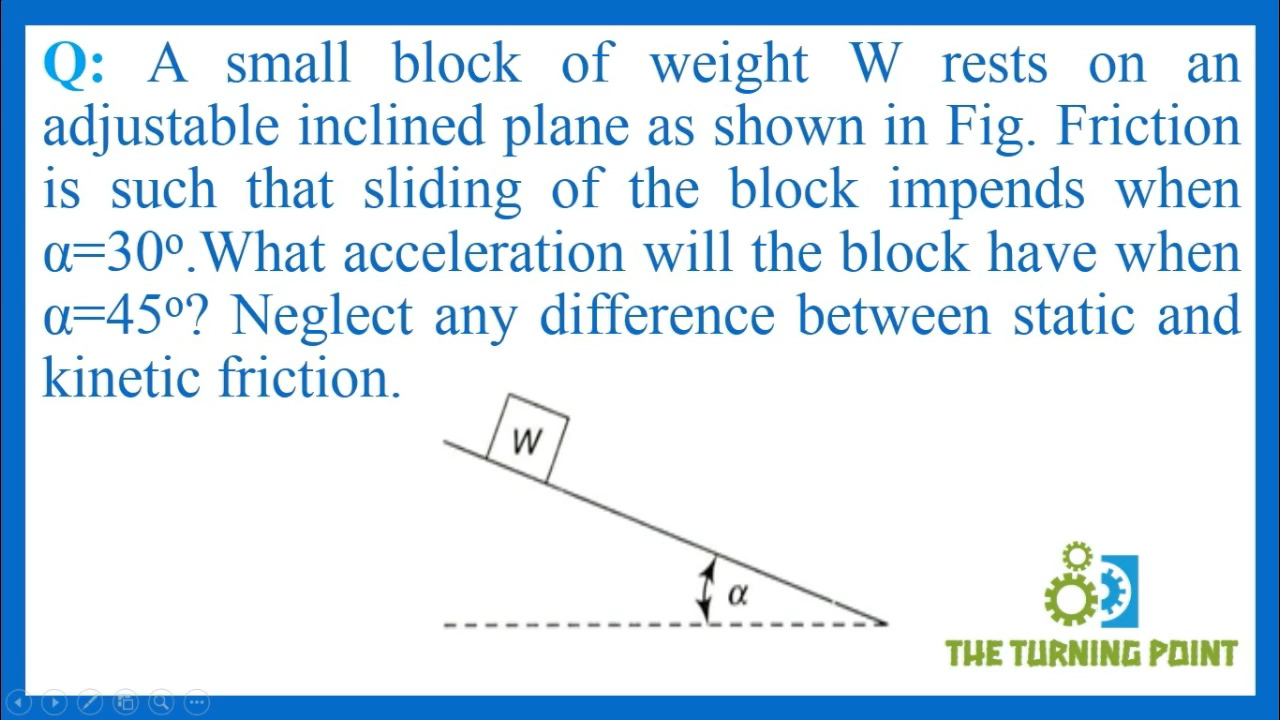 Q: A small block of weight W rests on an
adjustable inclined plane as shown in Fig. Friction
is such that sliding of the block impends when
α=30º.What acceleration will the block have when
α=45º? Neglect any difference between static and
kinetic friction.
W
α
THE TURNING POINT